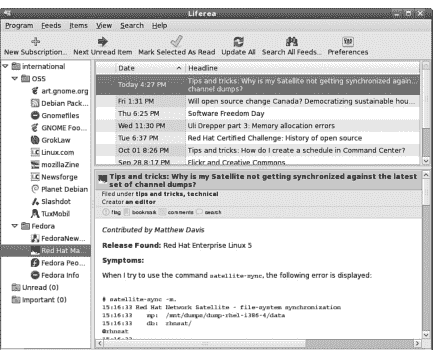 Liferea
Program Feeds Items View Search Help
New Subscription... Next Unread Item Mark Selected As Read Update All Search All Feeds... Preferences
international
OSS
art.gnome.org
Debian Pack...
Gnomefiles
GNOME Foo...
GrokLaw
Linux.com
mozillaZine
Newsforge
Planet Debian
Slashdot
TuxMobil
Fedora
FedoraNew...
Red Hat Ma...
Fedora Peo...
Fedora Info
Unread (0)
Important (0)
Date Headline
Today 4:27 PM Tips and tricks: Why is my Satellite not getting synchronized again...
channel dumps?
Fri 1:31 PM Will open source change Canada? Democratizing sustainable hou...
Thu 6:25 PM Software Freedom Day
Wed 11:30 PM Uli Drepper part 3: Memory allocation errors
Tue 6:37 PM Red Hat Certified Challenge: History of open source
Oct 01 8:26 PM Tips and tricks: How do I create a schedule in Command Center?
Sep 28 8:17 PM Flickr and Creative Commons
Tips and tricks: Why is my Satellite not getting synchronized against the latest
set of channel dumps?
Filed under tips and tricks, technical
Creator an editor
flag bookmark comments search
Contributed by Matthew Davis
Release Found: Red Hat Enterprise Linux 5
Symptoms:
When I try to use the command satellite-sync, the following error is displayed:
# satellite-sync -m.
15:16:33 Red Hat Network Satellite - file-system synchronization
15:16:33 mp: /mnt/dumps/dump-rhel-i386-4/data
15:16:33 db: rhnsat/
@rhnsat